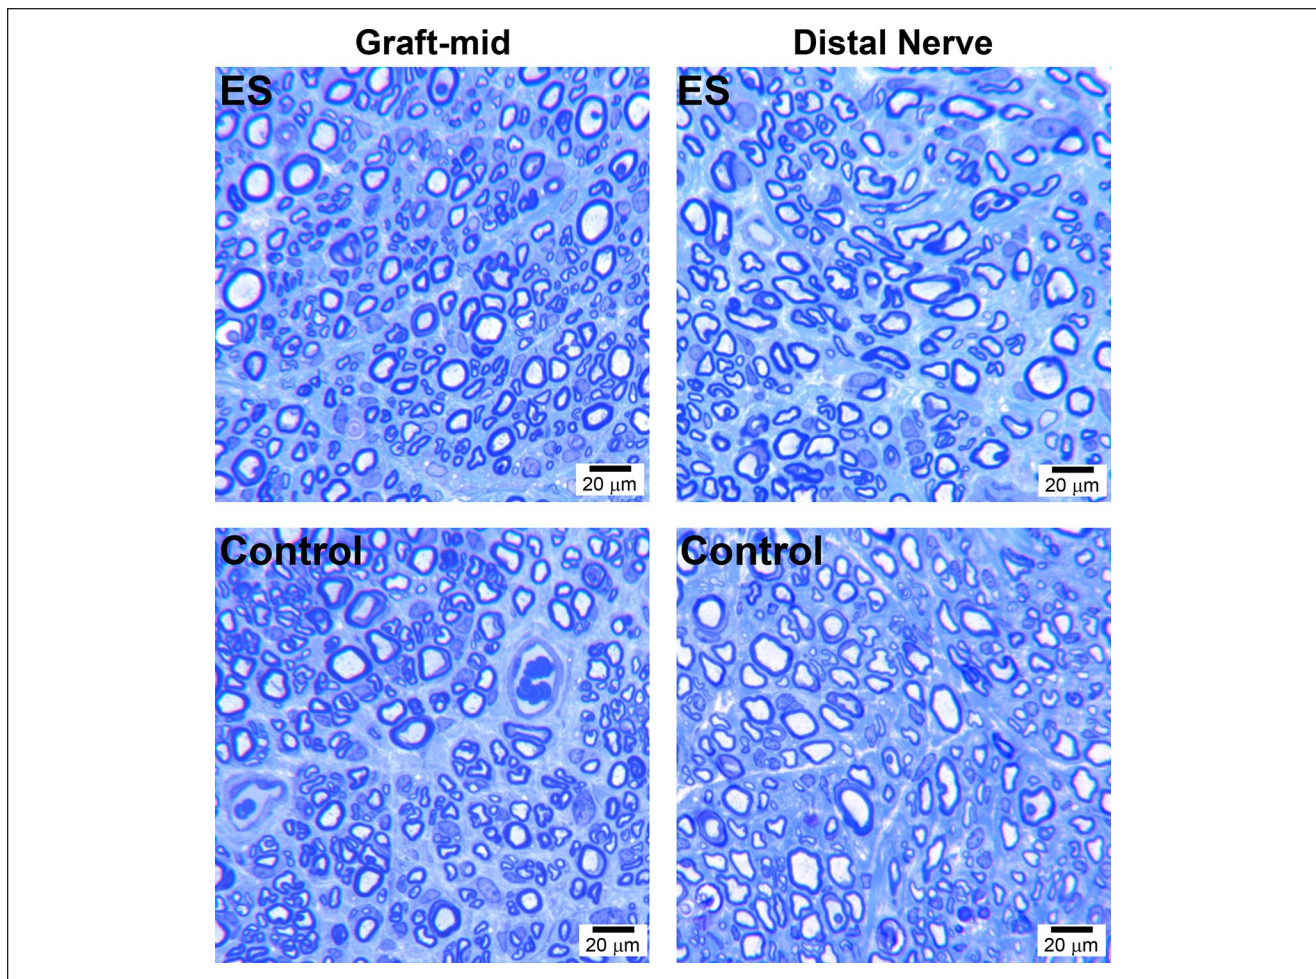 Graft-mid
Distal Nerve
ES
ES
20 μm
20 μm
Control
Control
20 μm
20 μm